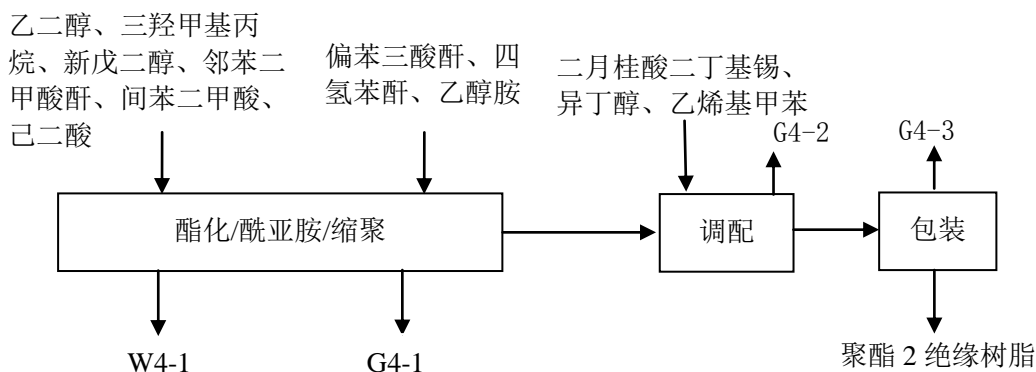 乙二醇、三羟甲基丙
烷、新戊二醇、邻苯二
甲酸酐、间苯二甲酸、
己二酸
偏苯三酸酐、四
氢苯酐、乙醇胺
二月桂酸二丁基锡、
异丁醇、乙烯基甲苯
G4-2
G4-3
酯化/酰亚胺/缩聚
调配
包装
W4-1
G4-1
聚酯 2 绝缘树脂